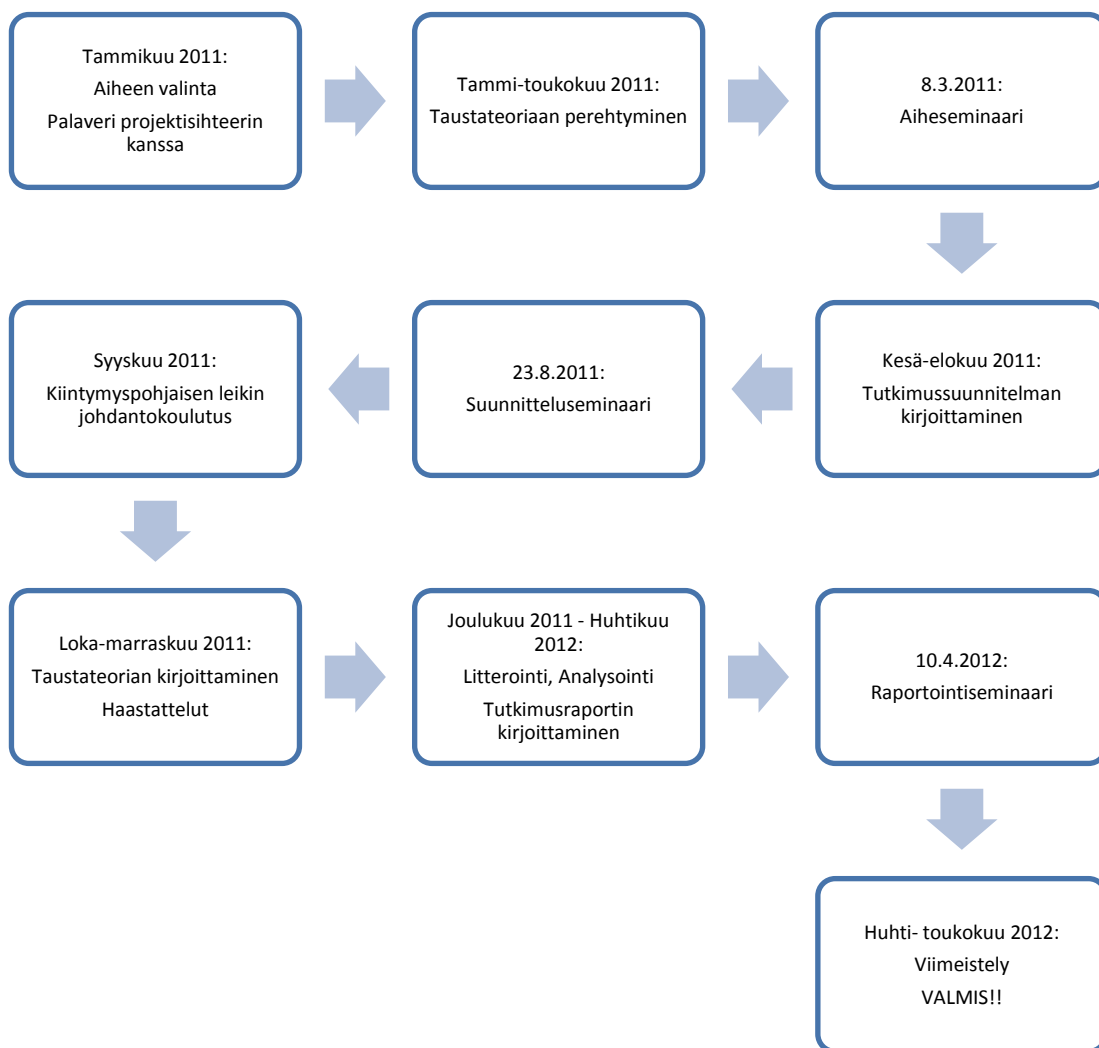 Tammikuu 2011:
Aiheen valinta
Palaveri projektisihteerin
kanssa
Tammi-toukokuu 2011:
Taustateoriaan perehtyminen
8.3.2011:
Aiheseminaari
Kesä-elokuu 2011:
Tutkimussuunnitelman
kirjoittaminen
23.8.2011:
Suunnitteluseminaari
Syyskuu 2011:
Kiintymyspohjaisen leikin
johdantokoulutus
Loka-marraskuu 2011:
Taustateorian kirjoittaminen
Haastattelut
Joulukuu 2011 - Huhtikuu
2012:
Litterointi, Analysointi
Tutkimusraportin
kirjoittaminen
10.4.2012:
Raportointiseminaari
Huhti- toukokuu 2012:
Viimeistely
VALMIS!!